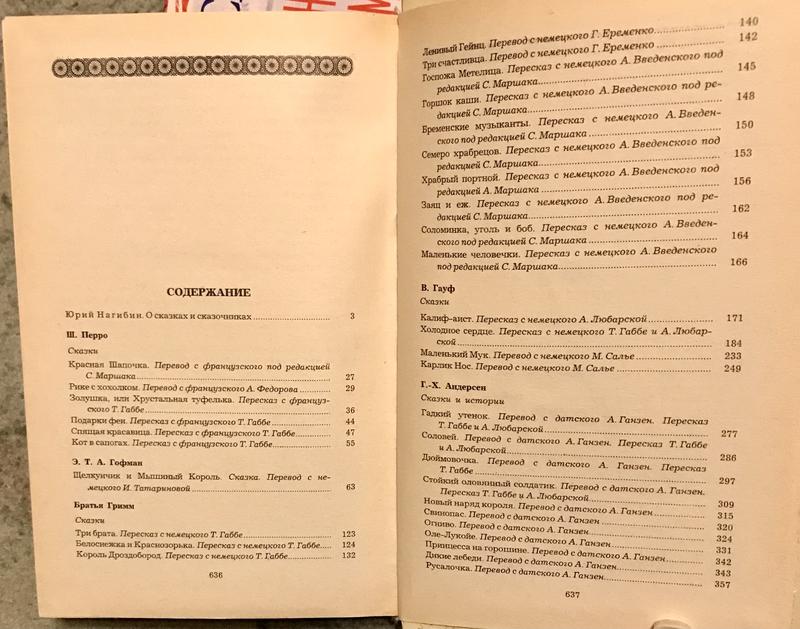 СОДЕРЖАНИЕ
Юрий Нагибин. О сказках и сказочниках ........ 3
Ш. Перро
Сказки
Красная Шапочка. Перевод с французского под редакцией
С. Маршака ........ 27
Рике с хохолком. Перевод с французского А. Федорова ........ 29
Золушка, или Хрустальная туфелька. Пересказ с француз-
ского Т. Габбе ........ 36
Подарки феи. Пересказ с французского Т. Габбе ........ 44
Спящая красавица. Пересказ с французского Т. Габбе ........ 47
Кот в сапогах. Пересказ с французского Т. Габбе ........ 55
Э. Т. А. Гофман
Щелкунчик и Мышиный Король. Сказка. Перевод с не-
мецкого И. Татариновой ........ 63
Братья Гримм
Сказки
Три брата. Пересказ с немецкого Т. Габбе ........ 123
Белоснежка и Краснозорька. Пересказ с немецкого Т. Габбе ........ 124
Король Дроздобород. Пересказ с немецкого Т. Габбе ........ 132
636
Ленивый Гейнц. Перевод с немецкого Г. Еременко ........ 140
Три счастливца. Перевод с немецкого Г. Еременко ........ 142
Госпожа Метелица. Пересказ с немецкого А. Введенского под
редакцией С. Маршака ........ 145
Горшок каши. Пересказ с немецкого А. Введенского под ре-
дакцией С. Маршака ........ 148
Бременские музыканты. Пересказ с немецкого А. Введен-
ского под редакцией С. Маршака ........ 150
Семеро храбрецов. Пересказ с немецкого А. Введенского под
редакцией С. Маршака ........ 153
Храбрый портной. Пересказ с немецкого А. Введенского под
редакцией А. Маршака ........ 156
Заяц и еж. Пересказ с немецкого А. Введенского под ре-
дакцией С. Маршака ........ 162
Соломинка, уголь и боб. Пересказ с немецкого А. Введен-
ского под редакцией С. Маршака ........ 164
Маленькие человечки. Пересказ с немецкого А. Введенского
под редакцией С. Маршака ........ 166
В. Гауф
Сказки
Калиф-аист. Пересказ с немецкого А. Любарской ........ 171
Холодное сердце. Пересказ с немецкого Т. Габбе и А. Любар-
ской ........ 184
Маленький Мук. Перевод с немецкого М. Салье ........ 233
Карлик Нос. Перевод с немецкого М. Салье ........ 249
Г.-Х. Андерсен
Сказки и истории
Гадкий утенок. Перевод с датского А. Ганзен. Пересказ
Т. Габбе и А. Любарской ........ 277
Соловей. Перевод с датского А. Ганзен. Пересказ Т. Габбе
и А. Любарской ........ 286
Дюймовочка. Перевод с датского А. Ганзен. Пересказ
Т. Габбе ........ 297
Стойкий оловянный солдатик. Перевод с датского А. Ганзен.
Пересказ Т. Габбе и А. Любарской ........ 309
Новый наряд короля. Перевод с датского А. Ганзен ........ 315
Свинопас. Перевод с датского А. Ганзен ........ 320
Огниво. Перевод с датского А. Ганзен ........ 324
Оле-Лукойе. Перевод с датского А. Ганзен ........ 331
Принцесса на горошине. Перевод с датского А. Ганзен ........ 342
Дикие лебеди. Перевод с датского А. Ганзен ........ 343
Русалочка. Перевод с датского А. Ганзен ........ 357
637